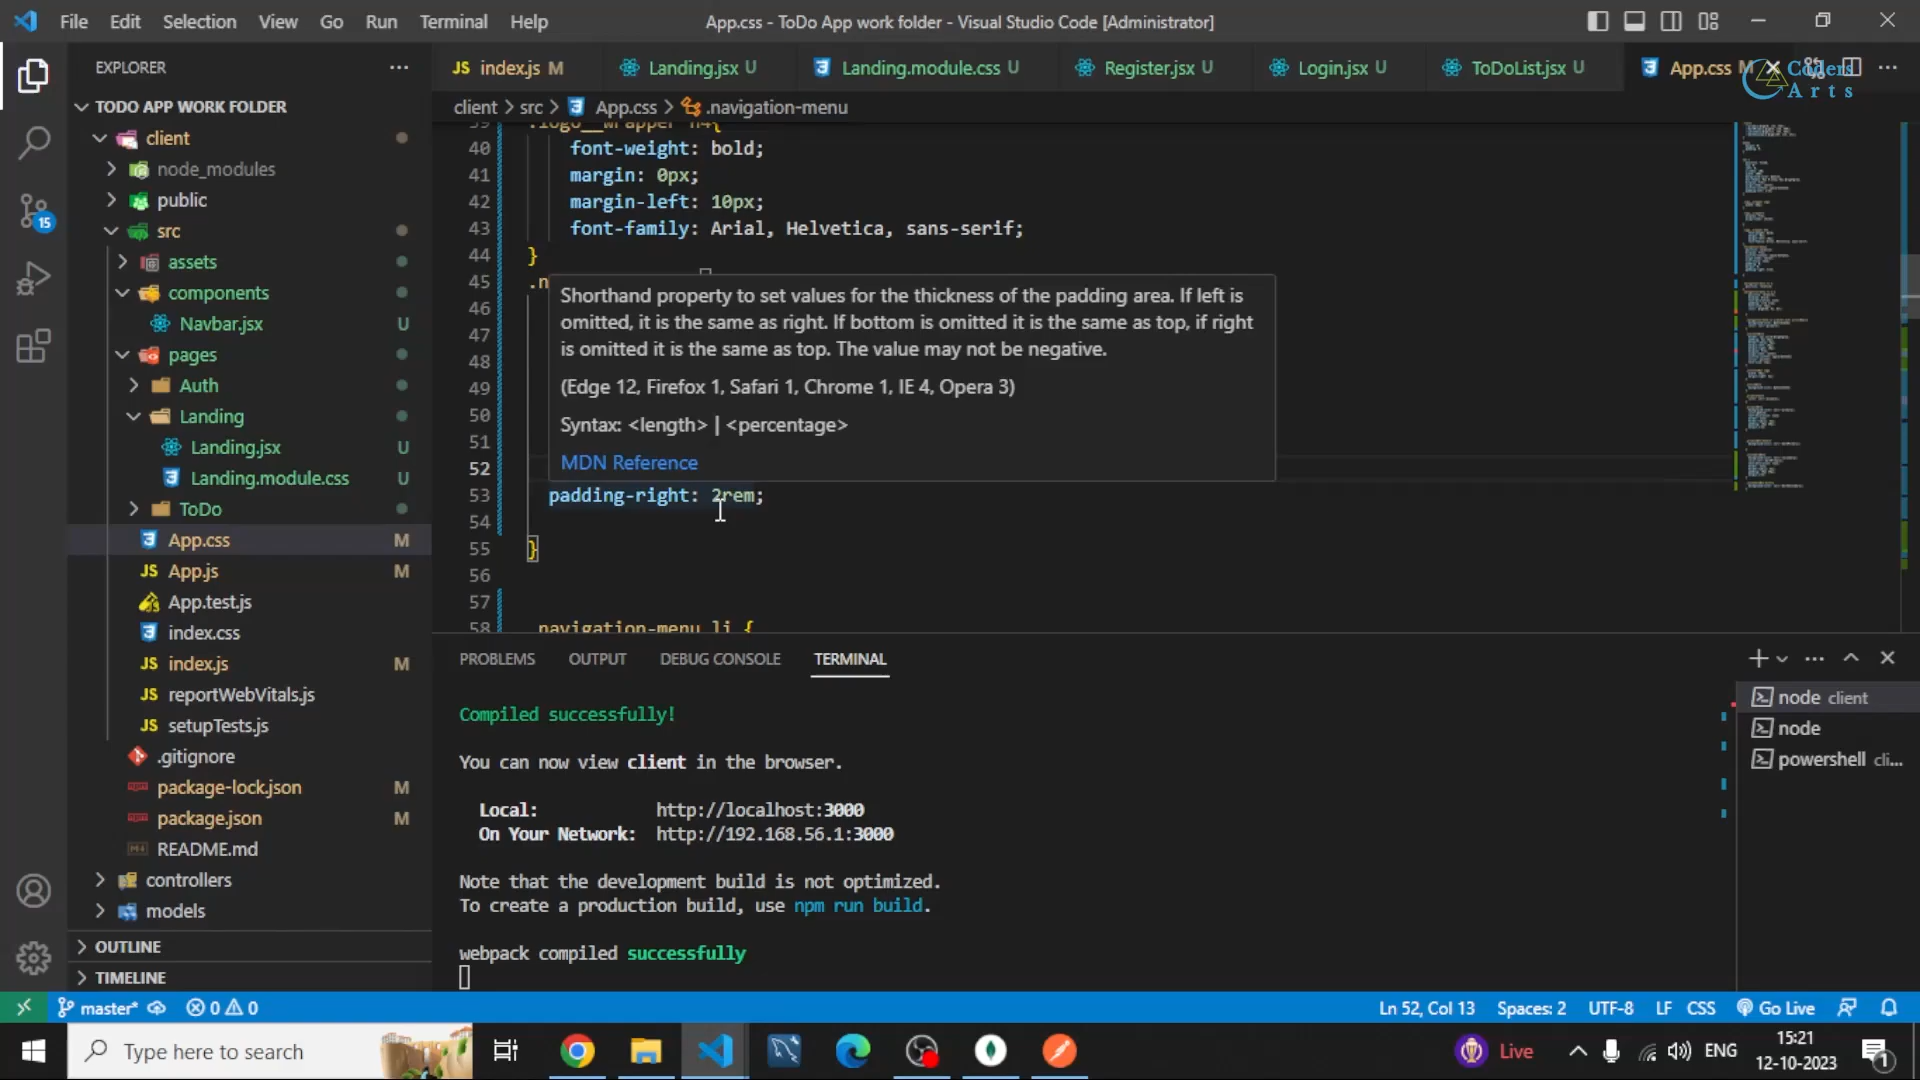 File Edit Selection View Go Run Terminal Help
App.css - ToDo App work folder - Visual Studio Code [Administrator]
EXPLORER
TODO APP WORK FOLDER
client
node_modules
public
src
assets
components
Navbar.jsx U
pages
Auth
Landing
Landing.jsx U
Landing.module.css U
ToDo
App.css M
App.js M
App.test.js
index.css
index.js M
reportWebVitals.js
setupTests.js
.gitignore
package-lock.json M
package.json M
README.md
controllers
models
OUTLINE
TIMELINE
15
JS index.js M
Landing.jsx U
Landing.module.css U
Register.jsx U
Login.jsx U
ToDoList.jsx U
App.css M
Coders Arts
client > src > App.css > .navigation-menu
39 .logo__wrapper h4{
40 font-weight: bold;
41 margin: 0px;
42 margin-left: 10px;
43 font-family: Arial, Helvetica, sans-serif;
44 }
45 .n
46
47
48
49
50
51
52
53 padding-right: 2rem;
54
55 }
56
57
58 .navigation-menu li {
Shorthand property to set values for the thickness of the padding area. If left is
omitted, it is the same as right. If bottom is omitted it is the same as top, if right
is omitted it is the same as top. The value may not be negative.
(Edge 12, Firefox 1, Safari 1, Chrome 1, IE 4, Opera 3)
Syntax: <length> | <percentage>
MDN Reference
PROBLEMS OUTPUT DEBUG CONSOLE TERMINAL
Compiled successfully!
You can now view client in the browser.
Local: http://localhost:3000
On Your Network: http://192.168.56.1:3000
Note that the development build is not optimized.
To create a production build, use npm run build.
webpack compiled successfully
node client
node
powershell cli...
master* 0 0
Ln 52, Col 13 Spaces: 2 UTF-8 LF CSS Go Live
Type here to search
Live
ENG
15:21
12-10-2023
1